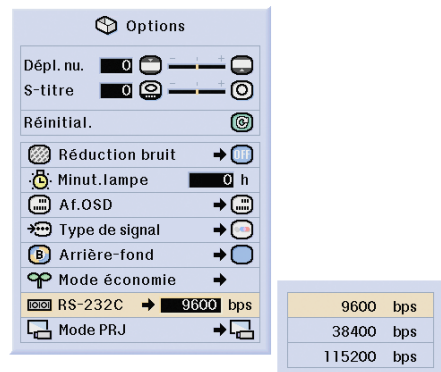 Options
Dépl. nu. 0 - +
S-titre 0 - +
Réinitial.
Réduction bruit OFF
Minut.lampe 0 h
Af.OSD
Type de signal
B Arrière-fond
Mode économie
RS-232C 9600 bps
Mode PRJ
9600 bps
38400 bps
115200 bps